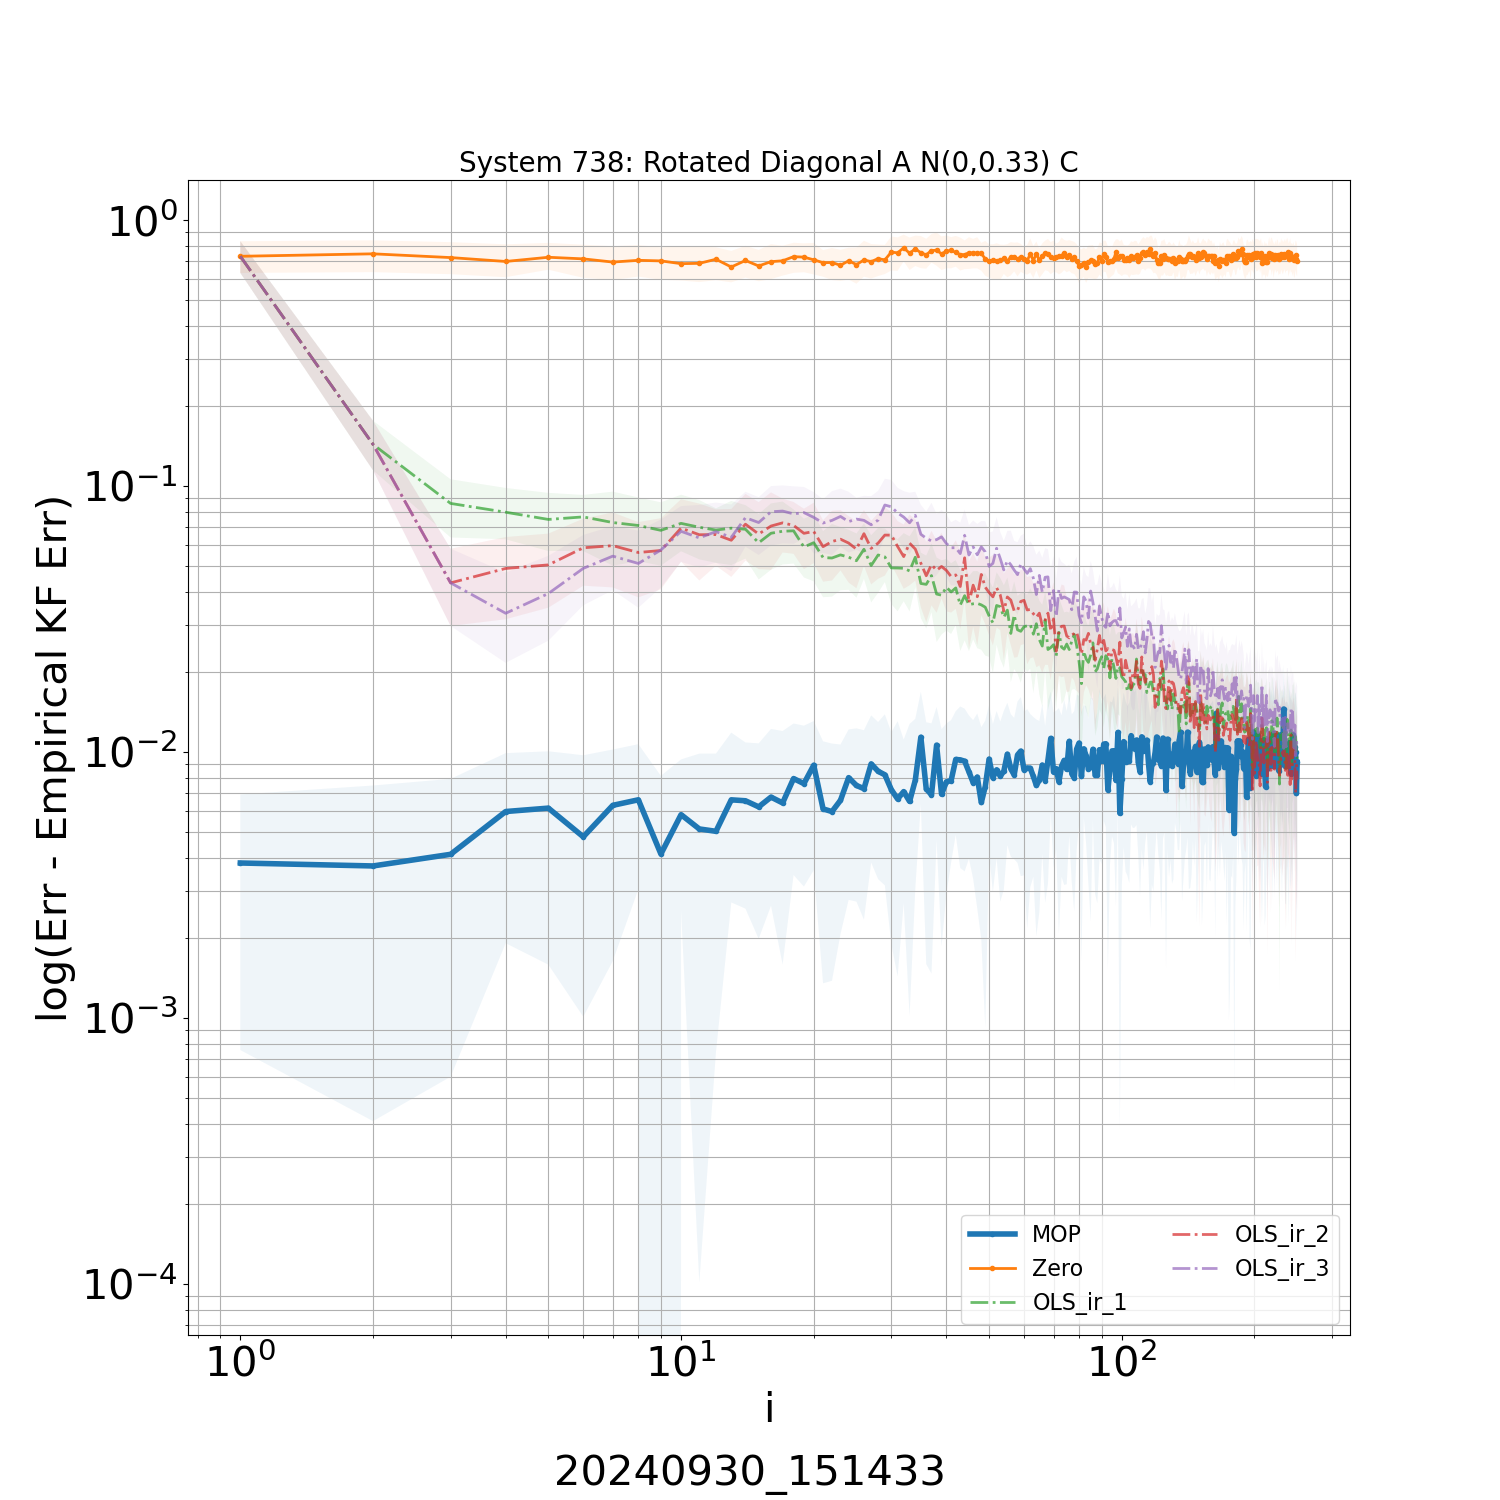 System 738: Rotated Diagonal A N(0,0.33) C
log(Err - Empirical KF Err)
10^0
10^-1
10^-2
10^-3
10^-4
MOP
Zero
OLS_ir_1
OLS_ir_2
OLS_ir_3
10^0
10^1
10^2
i
20240930_151433